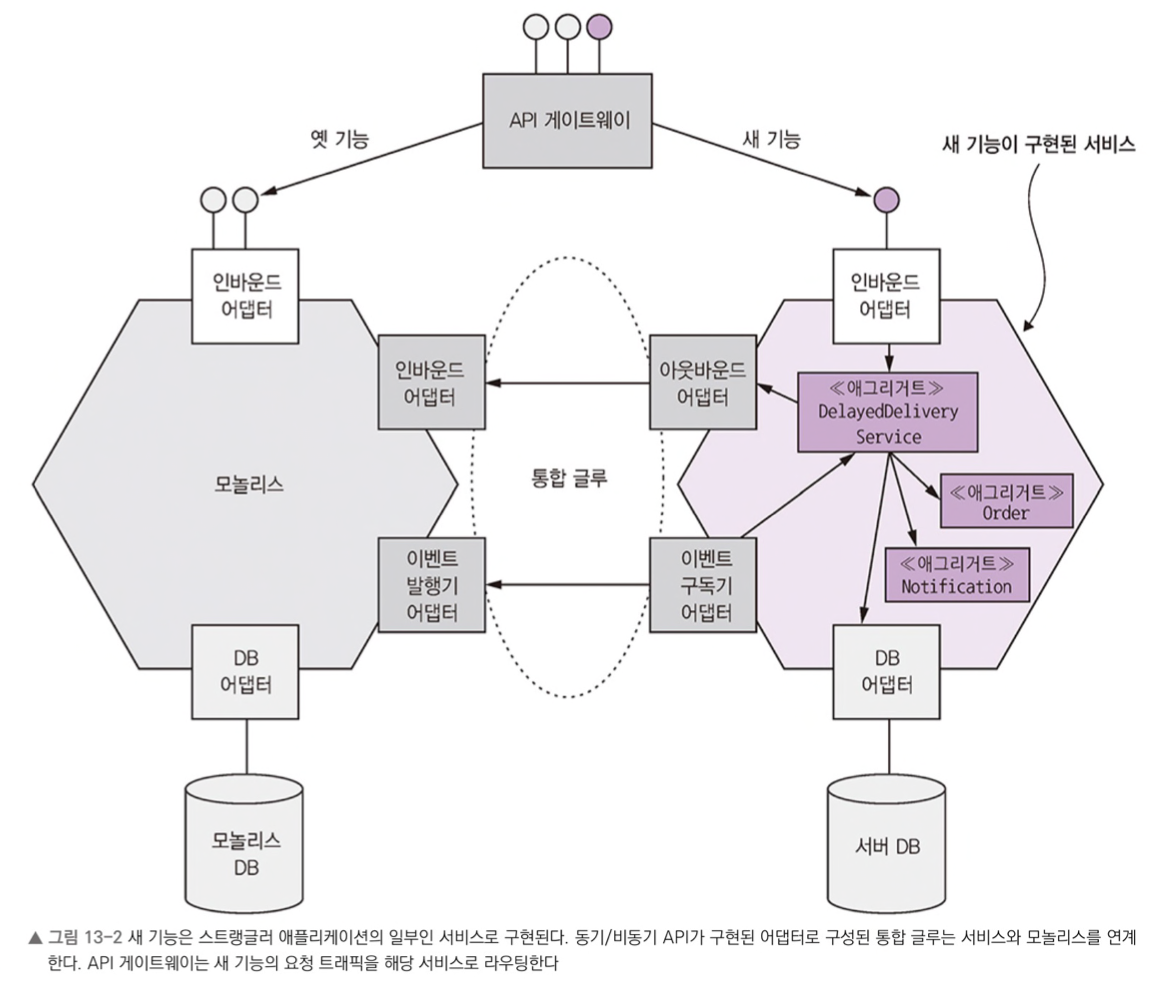 API 게이트웨이
옛 기능
새 기능
새 기능이 구현된 서비스
인바운드
어댑터
인바운드
어댑터
인바운드
어댑터
아웃바운드
어댑터
≪애그리거트≫
DelayedDelivery
Service
모놀리스
통합 글루
≪애그리거트≫
Order
이벤트
발행기
어댑터
이벤트
구독기
어댑터
≪애그리거트≫
Notification
DB
어댑터
DB
어댑터
모놀리스
DB
서버 DB
▲ 그림 13-2 새 기능은 스트랭글러 애플리케이션의 일부인 서비스로 구현된다. 동기/비동기 API가 구현된 어댑터로 구성된 통합 글루는 서비스와 모놀리스를 연계
한다. API 게이트웨이는 새 기능의 요청 트래픽을 해당 서비스로 라우팅한다